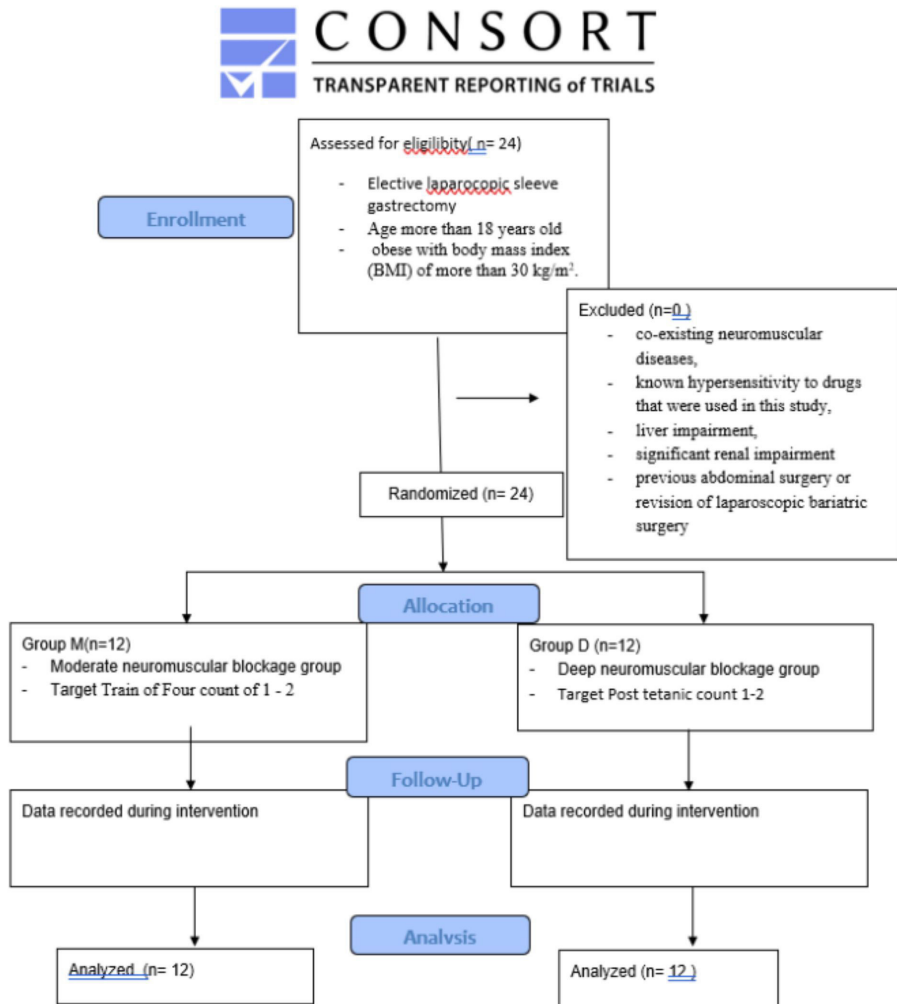 CONSORT
TRANSPARENT REPORTING of TRIALS
Assessed for eligilibity( n= 24)
- Elective laparocopic sleeve
gastrectomy
- Age more than 18 years old
- obese with body mass index
(BMI) of more than 30 kg/m².
Enrollment
Excluded (n=0 )
- co-existing neuromuscular
diseases,
- known hypersensitivity to drugs
that were used in this study,
- liver impairment,
- significant renal impairment
- previous abdominal surgery or
revision of laparoscopic bariatric
surgery
Randomized (n= 24)
Allocation
Group M(n=12)
- Moderate neuromuscular blockage group
- Target Train of Four count of 1 - 2
Group D (n=12)
- Deep neuromuscular blockage group
- Target Post tetanic count 1-2
Follow-Up
Data recorded during intervention
Data recorded during intervention
Analysis
Analyzed (n= 12)
Analyzed (n= 12 )